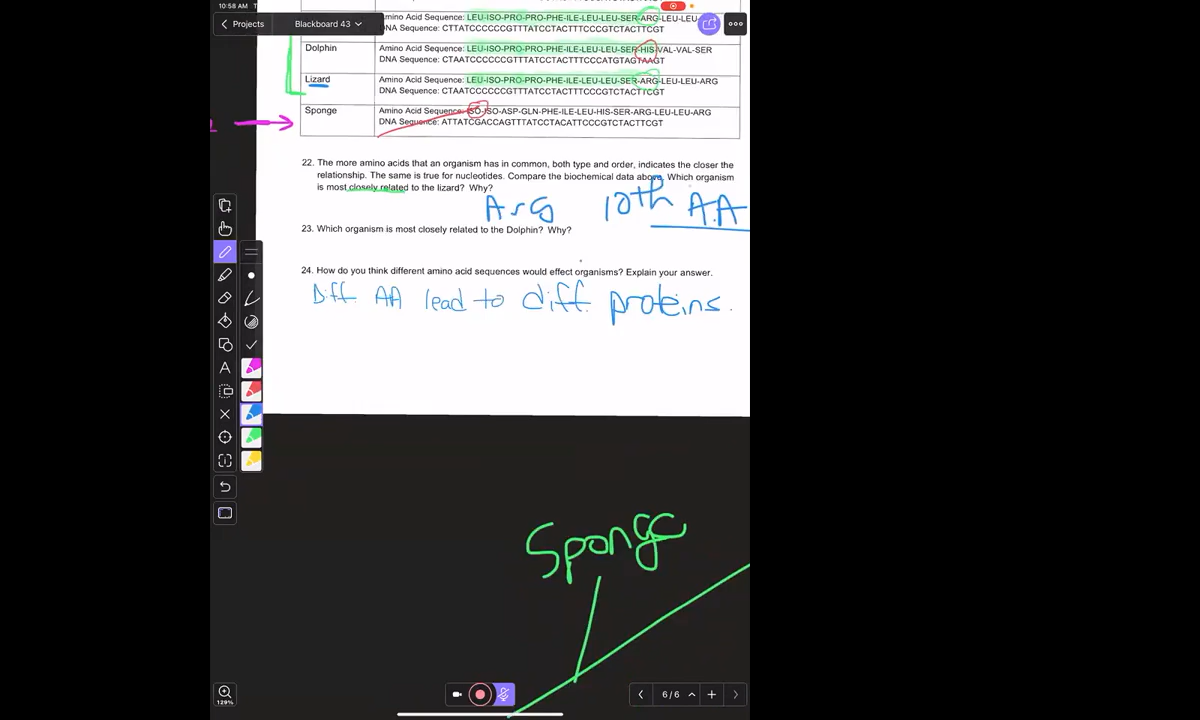 10:58 AM T
Projects
Blackboard 43
Amino Acid Sequence: LEU-ISO-PRO-PRO-PHE-ILE-LEU-LEU-SER-ARG-LEU-LEU
DNA Sequence: CTTATCCCCCCGTTTATCCTACTTTCCCGTCTACTTCGT
Dolphin
Amino Acid Sequence: LEU-ISO-PRO-PRO-PHE-ILE-LEU-LEU-SER-HIS-VAL-VAL-SER
DNA Sequence: CTAATCCCCCCGTTTATCCTACTTTCCCATGTAGTAAGT
Lizard
Amino Acid Sequence: LEU-ISO-PRO-PRO-PHE-ILE-LEU-LEU-SER-ARG-LEU-LEU-ARG
DNA Sequence: CTAATCCCCCCGTTTATCCTACTTTCCCGTCTACTTCGT
Sponge
Amino Acid Sequence: ISO-ISO-ASP-GLN-PHE-ILE-LEU-HIS-SER-ARG-LEU-LEU-ARG
DNA Sequence: ATTATCGACCAGTTTATCCTACATTCCCGTCTACTTCGT
22. The more amino acids that an organism has in common, both type and order, indicates the closer the
relationship. The same is true for nucleotides. Compare the biochemical data above. Which organism
is most closely related to the lizard? Why?
Arg 10th A.A
23. Which organism is most closely related to the Dolphin? Why?
24. How do you think different amino acid sequences would effect organisms? Explain your answer.
Diff. AA lead to diff. proteins.
Sponge
6/6
129%